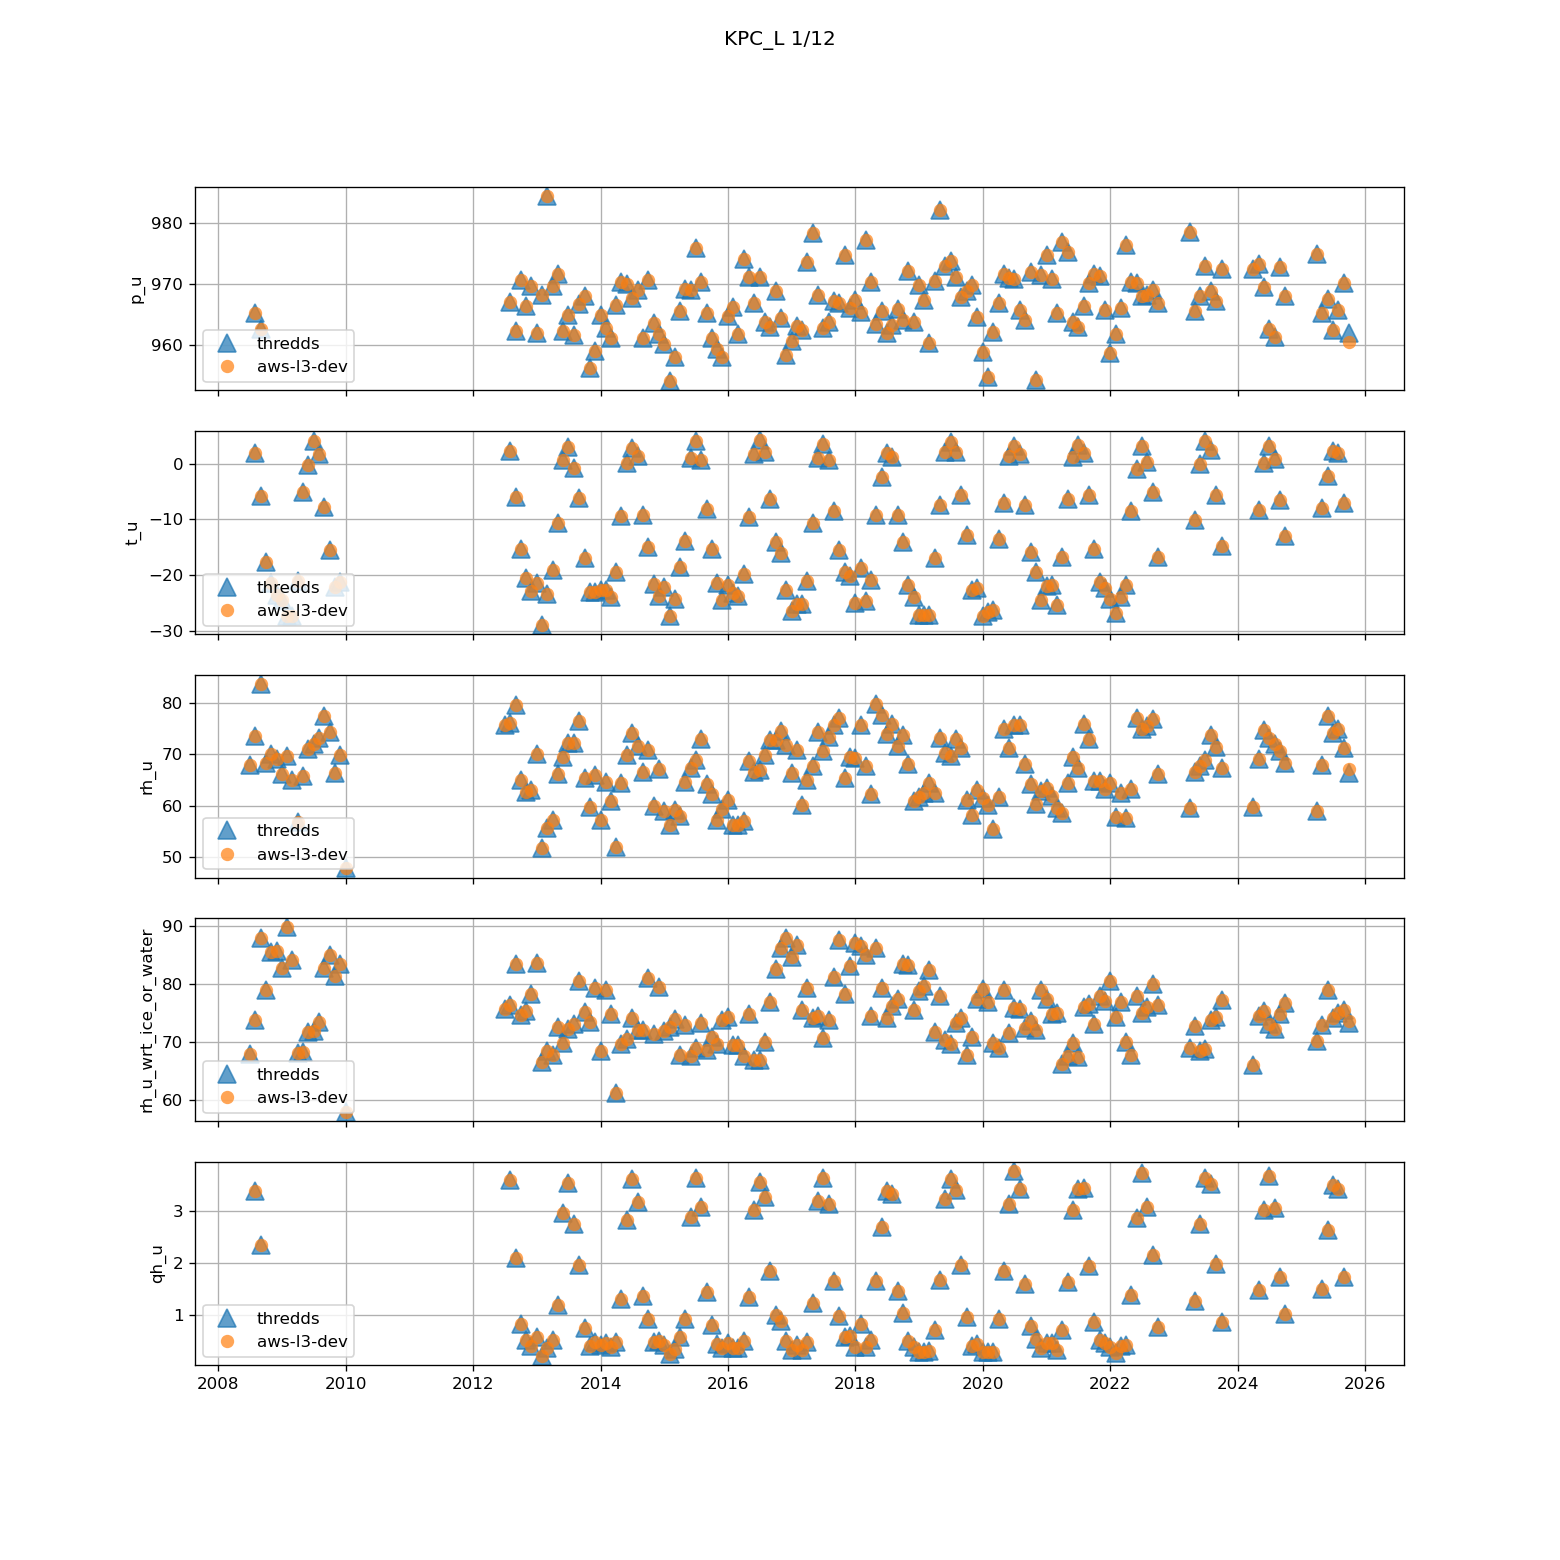 KPC_L 1/12
980
970
960
p_u
thredds
aws-l3-dev
0
−10
−20
−30
t_u
thredds
aws-l3-dev
80
70
60
50
rh_u
thredds
aws-l3-dev
90
80
70
60
rh_u_wrt_ice_or_water
thredds
aws-l3-dev
3
2
1
qh_u
thredds
aws-l3-dev
2008 2010 2012 2014 2016 2018 2020 2022 2024 2026